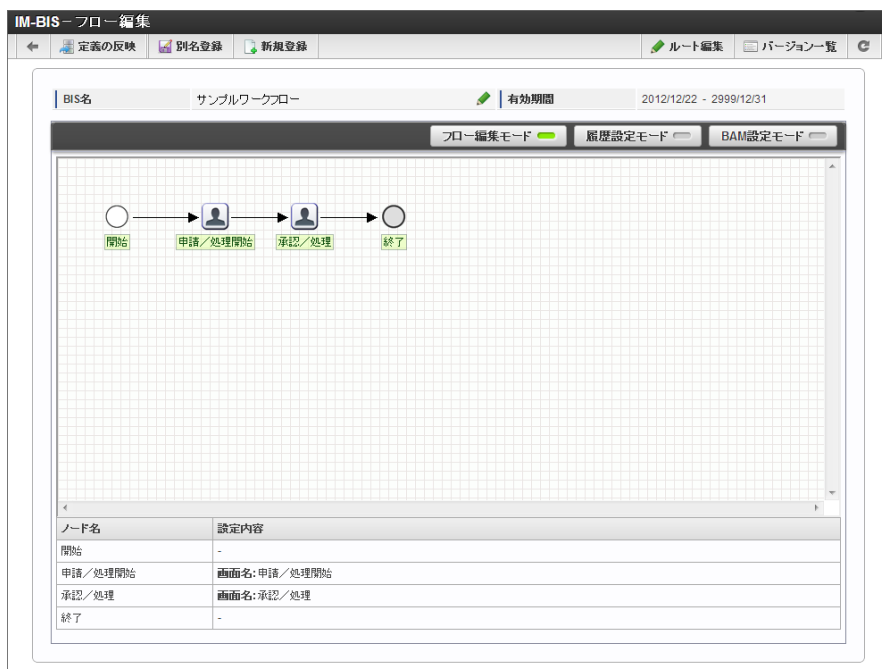 IM-BIS－フロー編集
定義の反映 別名登録 新規登録 ルート編集 バージョン一覧
BIS名 サンプルワークフロー 有効期間 2012/12/22 - 2999/12/31
フロー編集モード 履歴設定モード BAM設定モード
開始 申請／処理開始 承認／処理 終了
ノード名 設定内容
開始 -
申請／処理開始 画面名:申請／処理開始
承認／処理 画面名:承認／処理
終了 -